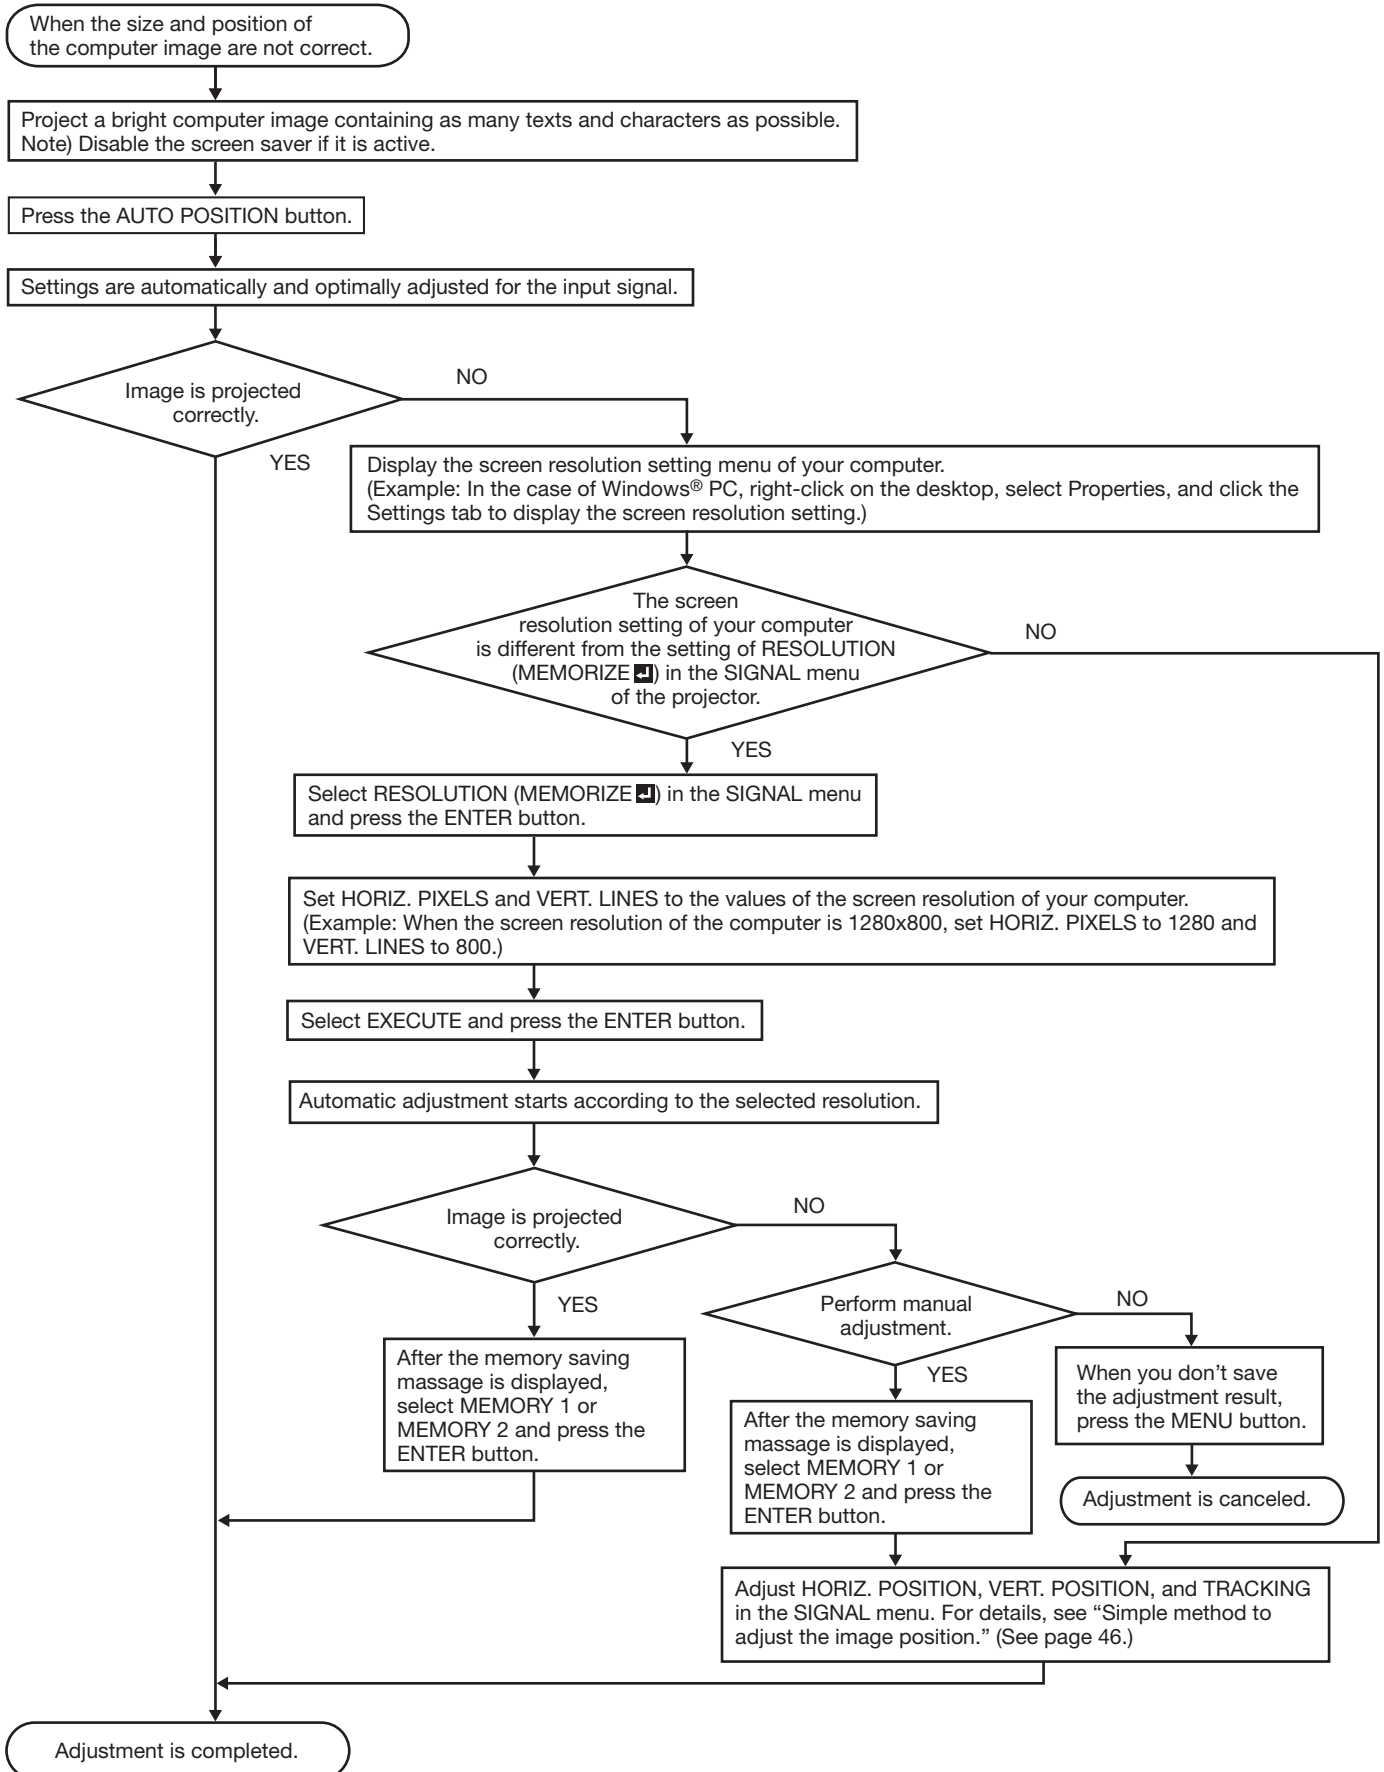 When the size and position of
the computer image are not correct.
Project a bright computer image containing as many texts and characters as possible.
Note) Disable the screen saver if it is active.
Press the AUTO POSITION button.
Settings are automatically and optimally adjusted for the input signal.
Image is projected
correctly.
NO
YES
Display the screen resolution setting menu of your computer.
(Example: In the case of Windows® PC, right-click on the desktop, select Properties, and click the
Settings tab to display the screen resolution setting.)
The screen
resolution setting of your computer
is different from the setting of RESOLUTION
(MEMORIZE ↵) in the SIGNAL menu
of the projector.
NO
YES
Select RESOLUTION (MEMORIZE ↵) in the SIGNAL menu
and press the ENTER button.
Set HORIZ. PIXELS and VERT. LINES to the values of the screen resolution of your computer.
(Example: When the screen resolution of the computer is 1280x800, set HORIZ. PIXELS to 1280 and
VERT. LINES to 800.)
Select EXECUTE and press the ENTER button.
Automatic adjustment starts according to the selected resolution.
Image is projected
correctly.
NO
YES
Perform manual
adjustment.
NO
YES
After the memory saving
massage is displayed,
select MEMORY 1 or
MEMORY 2 and press the
ENTER button.
After the memory saving
massage is displayed,
select MEMORY 1 or
MEMORY 2 and press the
ENTER button.
When you don't save
the adjustment result,
press the MENU button.
Adjustment is canceled.
Adjust HORIZ. POSITION, VERT. POSITION, and TRACKING
in the SIGNAL menu. For details, see “Simple method to
adjust the image position.” (See page 46.)
Adjustment is completed.